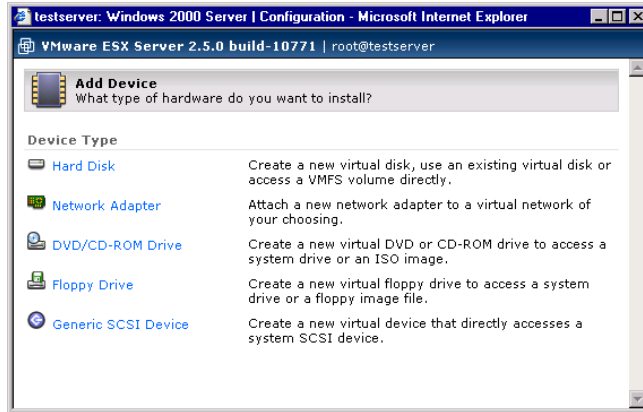 testserver: Windows 2000 Server | Configuration - Microsoft Internet Explorer
VMware ESX Server 2.5.0 build-10771 | root@testserver
Add Device
What type of hardware do you want to install?
Device Type
Hard Disk
Create a new virtual disk, use an existing virtual disk or
access a VMFS volume directly.
Network Adapter
Attach a new network adapter to a virtual network of
your choosing.
DVD/CD-ROM Drive
Create a new virtual DVD or CD-ROM drive to access a
system drive or an ISO image.
Floppy Drive
Create a new virtual floppy drive to access a system
drive or a floppy image file.
Generic SCSI Device
Create a new virtual device that directly accesses a
system SCSI device.